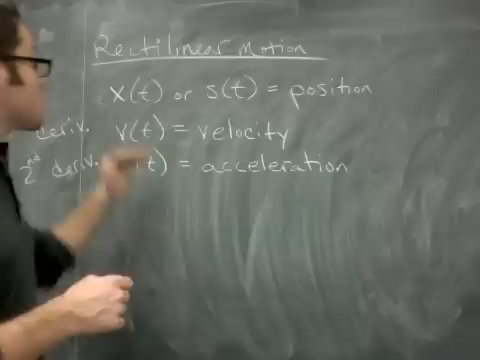 Rectilinear motion
x(t) or s(t) = position
deriv. v(t) = velocity
2nd deriv. (t) = acceleration